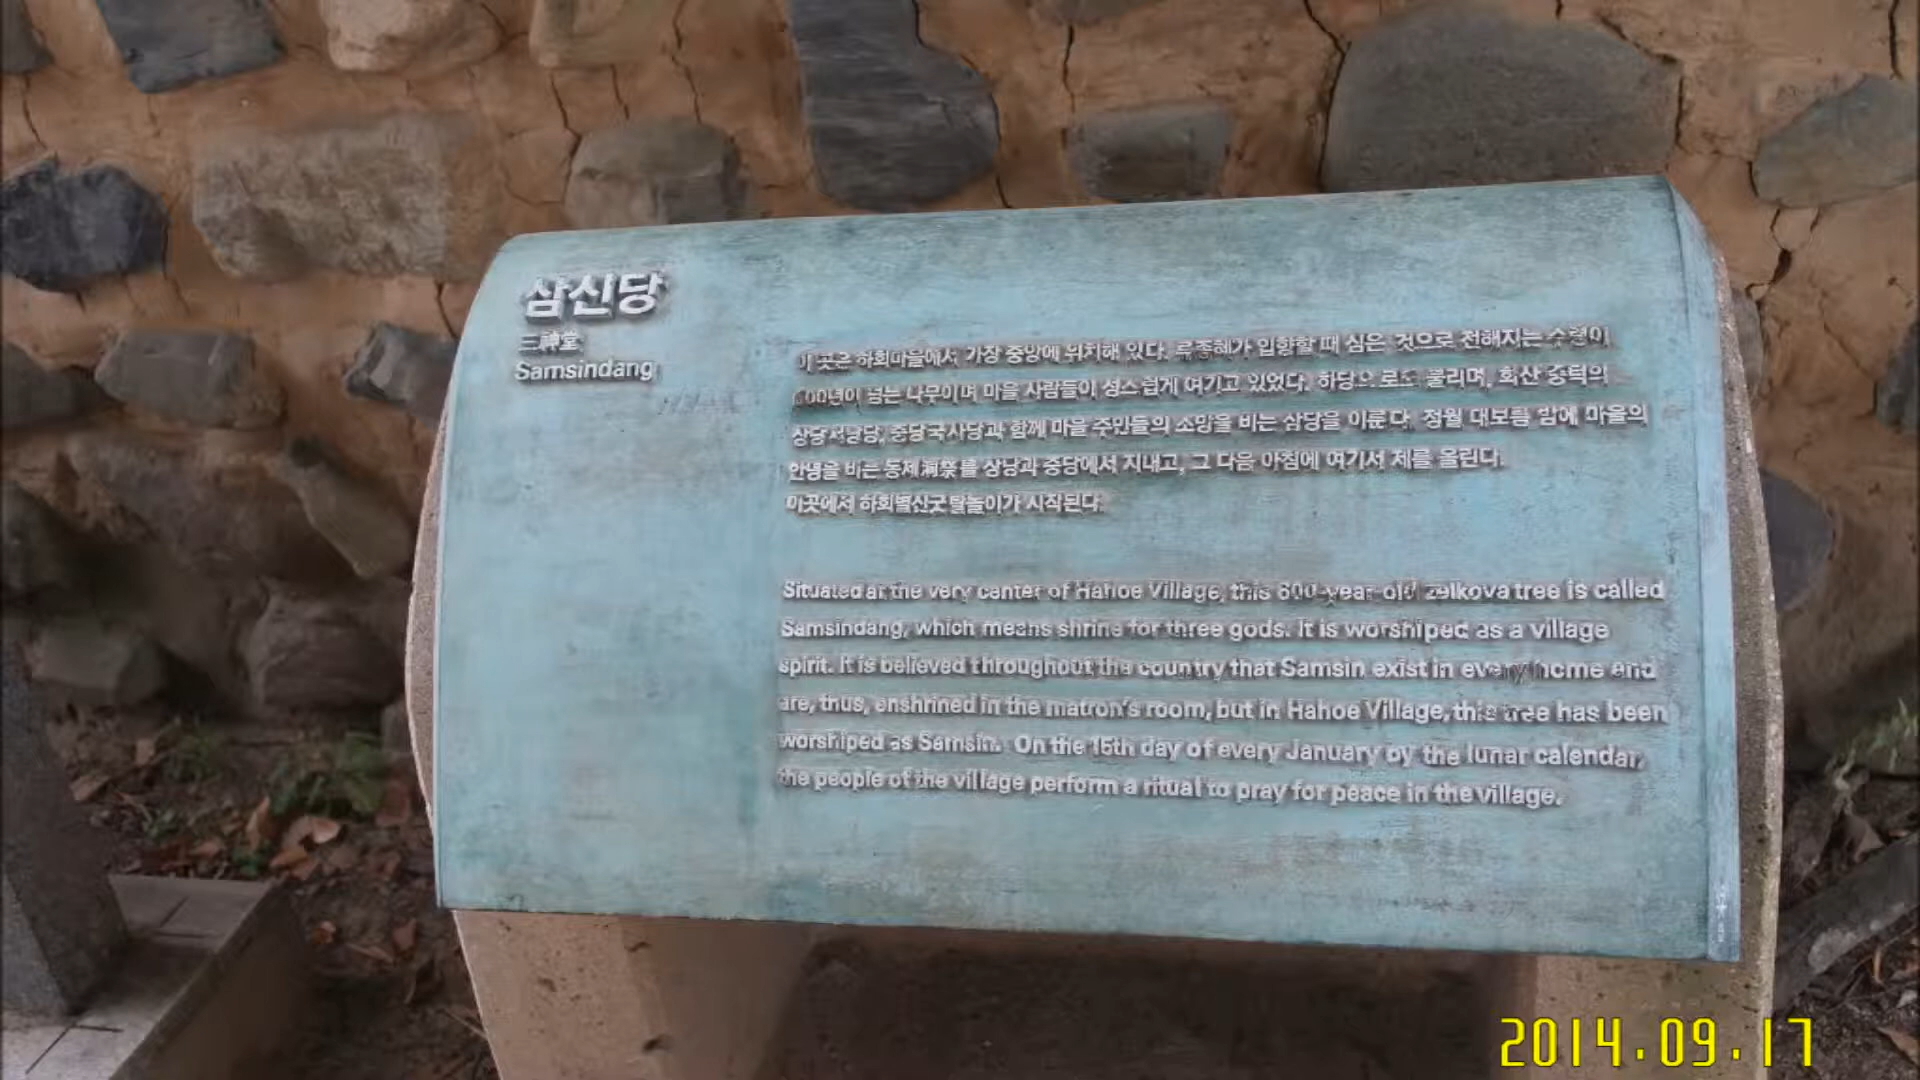 삼신당
三神堂
Samsindang
이 곳은 하회마을에서 가장 중앙에 위치해 있다. 류종혜가 입향할 때 심은 것으로 전해지는 수령이
600년이 넘는 나무이며 마을 사람들이 성스럽게 여기고 있었다. 하당으로도 불리며, 화산 중턱의
상당서낭당, 중당국사당과 함께 마을 주민들의 소망을 비는 삼당을 이룬다. 정월 대보름 밤에 마을의
안녕을 비는 동제洞祭를 상당과 중당에서 지내고, 그 다음 아침에 여기서 제를 올린다.
이곳에서 하회별신굿탈놀이가 시작된다.
Situated at the very center of Hahoe Village, this 600-year-old zelkova tree is called
Samsindang, which means shrine for three gods. It is worshiped as a village
spirit. It is believed throughout the country that Samsin exist in every home and
are, thus, enshrined in the matron's room, but in Hahoe Village, this tree has been
worshiped as Samsin. On the 15th day of every January by the lunar calendar,
the people of the village perform a ritual to pray for peace in the village.
2014.09.17